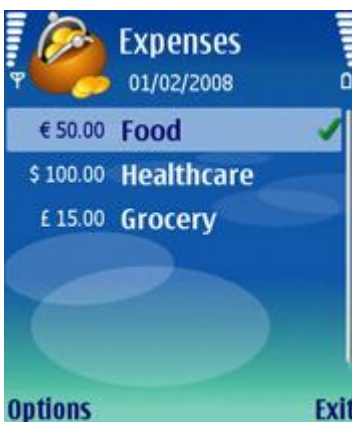 Expenses
01/02/2008
€ 50.00 Food
$ 100.00 Healthcare
£ 15.00 Grocery
Options Exit